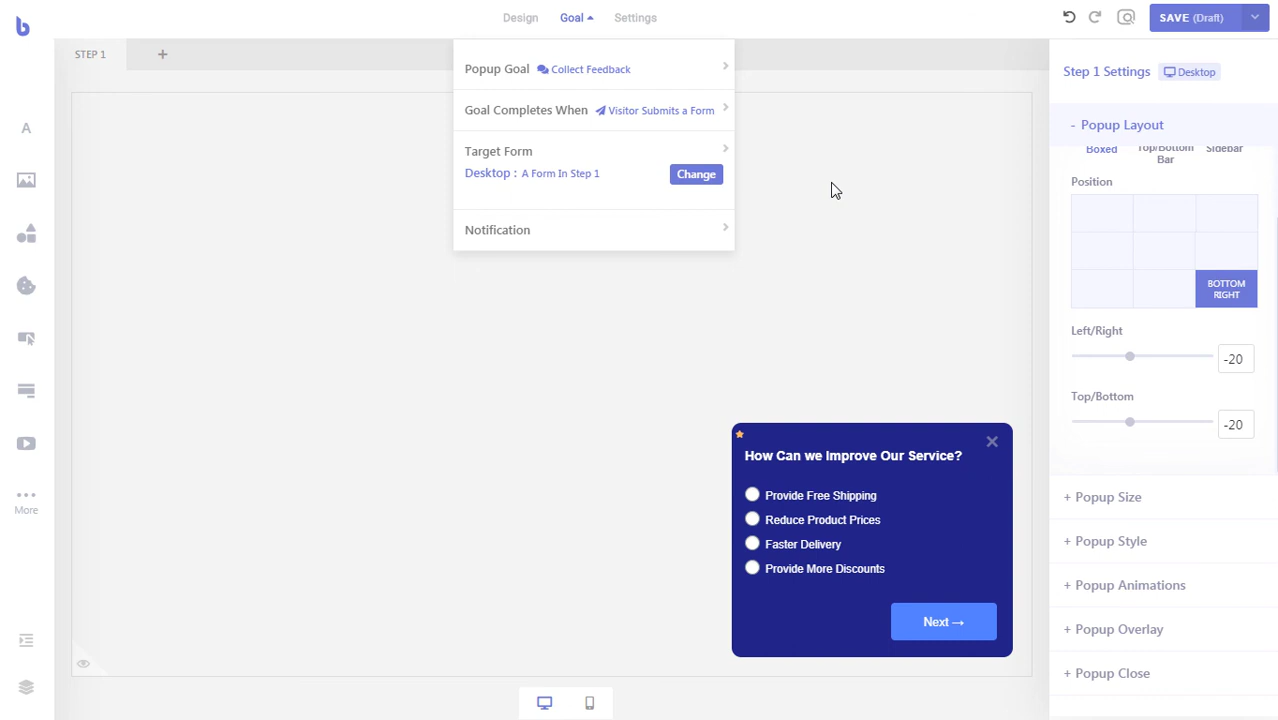 b
Design Goal Settings
SAVE (Draft)
STEP 1 +
Popup Goal Collect Feedback
Goal Completes When Visitor Submits a Form
Target Form
Desktop : A Form In Step 1
Change
Notification
A
More
Step 1 Settings Desktop
- Popup Layout
Boxed Top/Bottom Bar Sidebar
Position
BOTTOM
RIGHT
Left/Right
-20
Top/Bottom
-20
+ Popup Size
+ Popup Style
+ Popup Animations
+ Popup Overlay
+ Popup Close
How Can we Improve Our Service?
Provide Free Shipping
Reduce Product Prices
Faster Delivery
Provide More Discounts
Next →